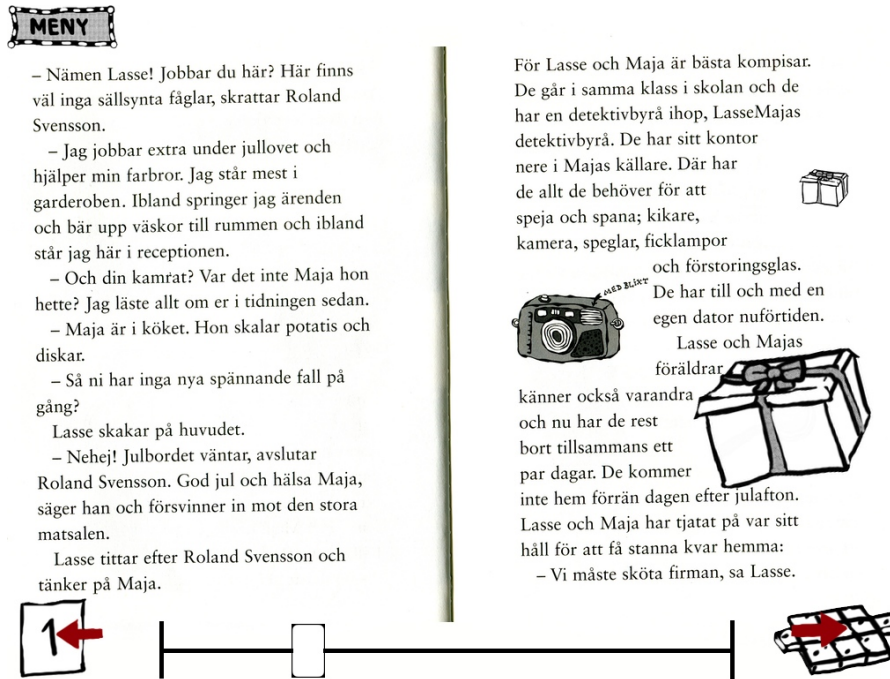 MENY
– Nämen Lasse! Jobbar du här? Här finns
väl inga sällsynta fåglar, skrattar Roland
Svensson.
– Jag jobbar extra under jullovet och
hjälper min farbror. Jag står mest i
garderoben. Ibland springer jag ärenden
och bär upp väskor till rummen och ibland
står jag här i receptionen.
– Och din kamrat? Var det inte Maja hon
hette? Jag läste allt om er i tidningen sedan.
– Maja är i köket. Hon skalar potatis och
diskar.
– Så ni har inga nya spännande fall på
gång?
Lasse skakar på huvudet.
– Nehej! Julbordet väntar, avslutar
Roland Svensson. God jul och hälsa Maja,
säger han och försvinner in mot den stora
matsalen.
Lasse tittar efter Roland Svensson och
tänker på Maja.
För Lasse och Maja är bästa kompisar.
De går i samma klass i skolan och de
har en detektivbyrå ihop, LasseMajas
detektivbyrå. De har sitt kontor
nere i Majas källare. Där har
de allt de behöver för att
speja och spana; kikare,
kamera, speglar, ficklampor
och förstoringsglas.
MED BLIXT
De har till och med en
egen dator nuförtiden.
Lasse och Majas
föräldrar
känner också varandra
och nu har de rest
bort tillsammans ett
par dagar. De kommer
inte hem förrän dagen efter julafton.
Lasse och Maja har tjatat på var sitt
håll för att få stanna kvar hemma:
– Vi måste sköta firman, sa Lasse.
1